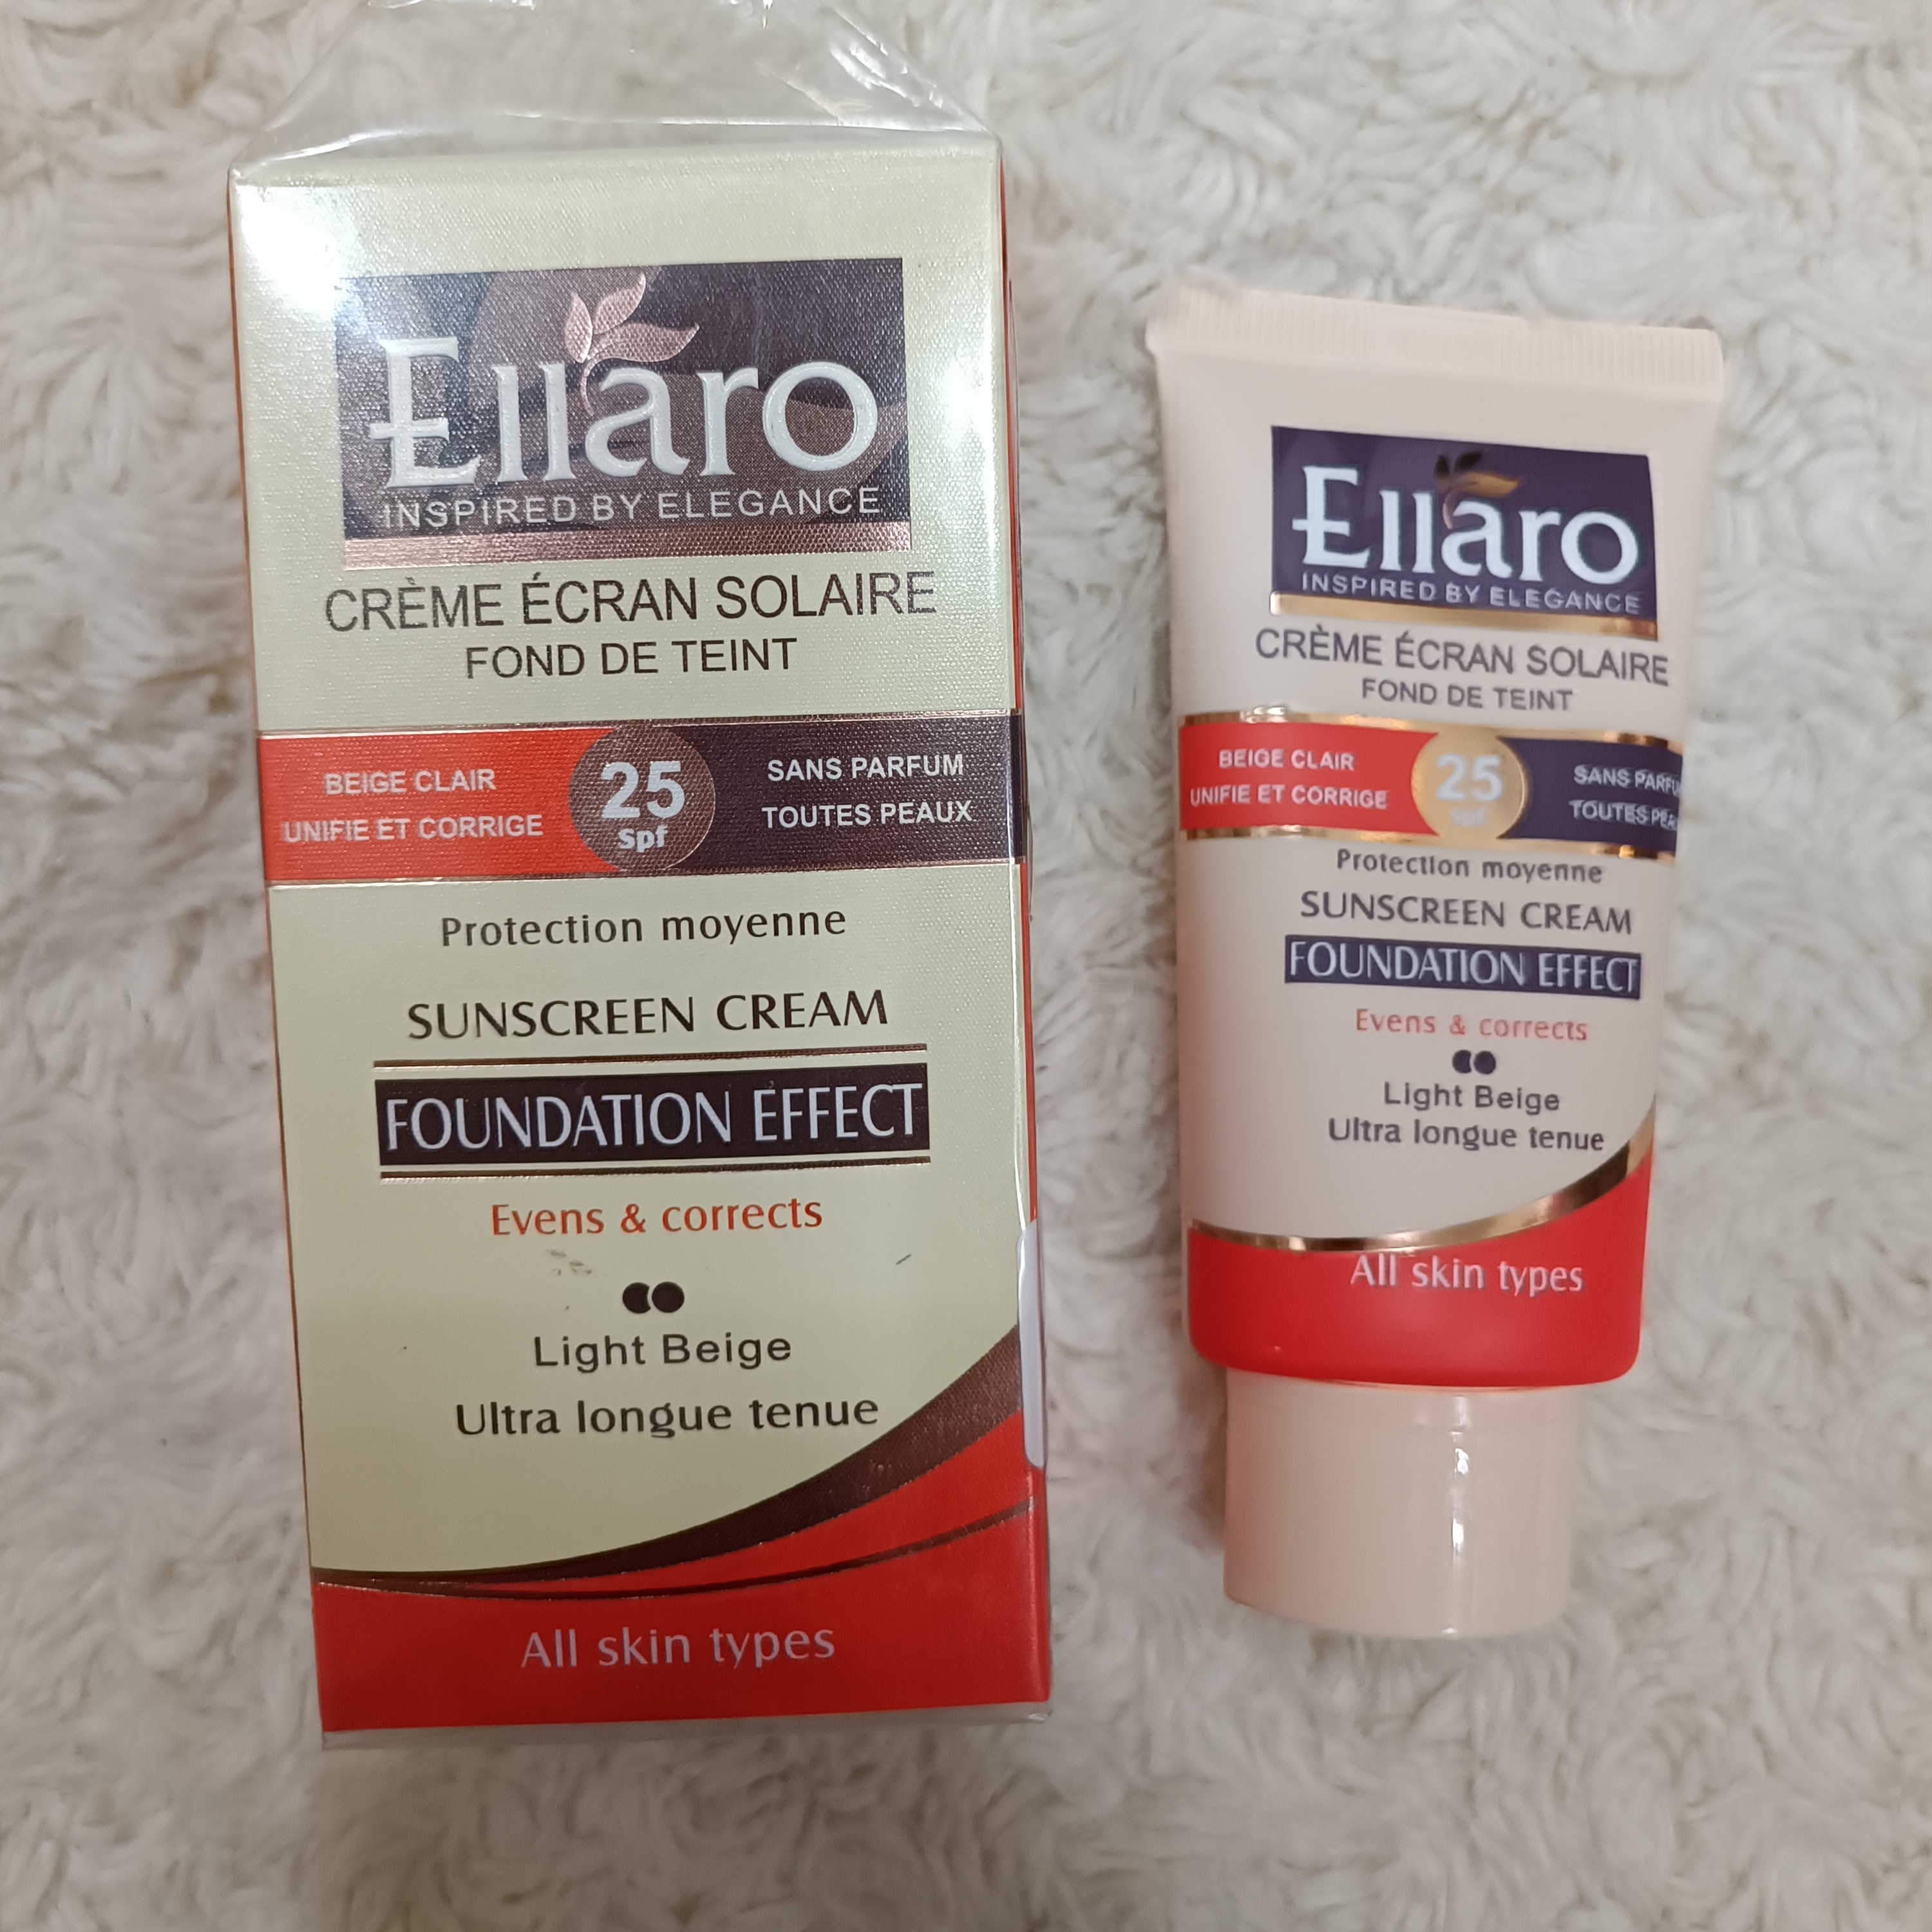 Ellaro
INSPIRED BY ELEGANCE
CRÈME ÉCRAN SOLAIRE
FOND DE TEINT
BEIGE CLAIR
UNIFIE ET CORRIGE
25
Spf
SANS PARFUM
TOUTES PEAUX
Protection moyenne
SUNSCREEN CREAM
FOUNDATION EFFECT
Evens & corrects
Light Beige
Ultra longue tenue
All skin types
Ellaro
INSPIRED BY ELEGANCE
CRÈME ÉCRAN SOLAIRE
FOND DE TEINT
BEIGE CLAIR
UNIFIE ET CORRIGE
25
spf
SANS PARFU
TOUTES PEA
Protection moyenne
SUNSCREEN CREAM
FOUNDATION EFFECT
Evens & corrects
Light Beige
Ultra longue tenue
All skin types